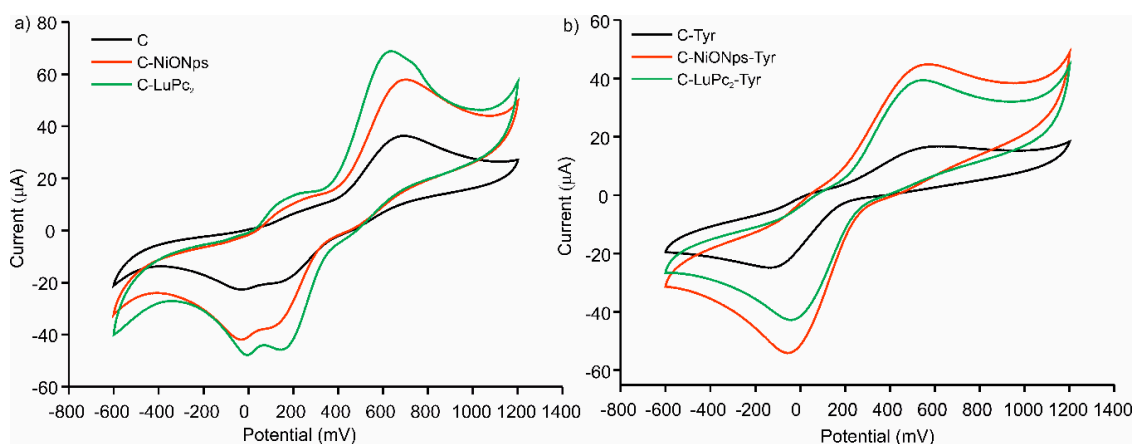 a)
C
C-NiONps
C-LuPc₂
80
60
40
20
0
-20
-40
-60
Current (µA)
-800 -600 -400 -200 0 200 400 600 800 1000 1200 1400
Potential (mV)
b)
C-Tyr
C-NiONps-Tyr
C-LuPc₂-Tyr
60
40
20
0
-20
-40
-60
Current (µA)
-800 -600 -400 -200 0 200 400 600 800 1000 1200 1400
Potential (mV)